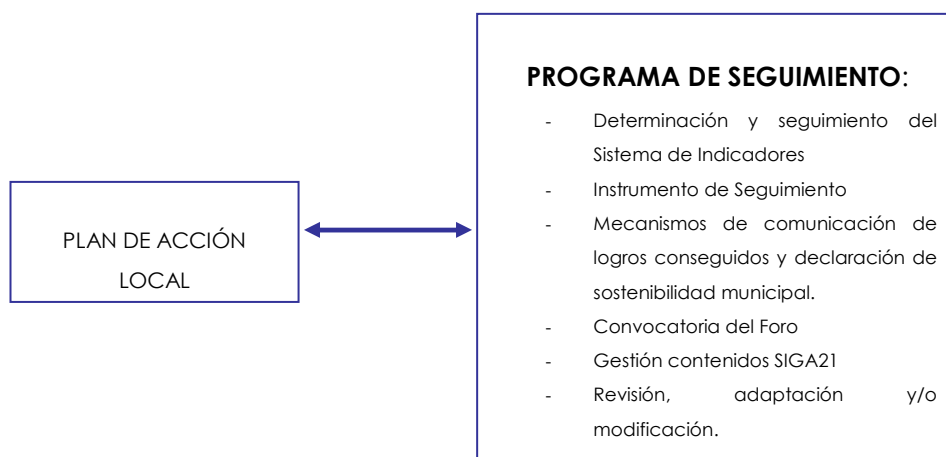 PROGRAMA DE SEGUIMIENTO:
- Determinación y seguimiento del
Sistema de Indicadores
- Instrumento de Seguimiento
- Mecanismos de comunicación de
logros conseguidos y declaración de
sostenibilidad municipal.
- Convocatoria del Foro
- Gestión contenidos SIGA21
- Revisión, adaptación y/o
modificación.
PLAN DE ACCIÓN
LOCAL